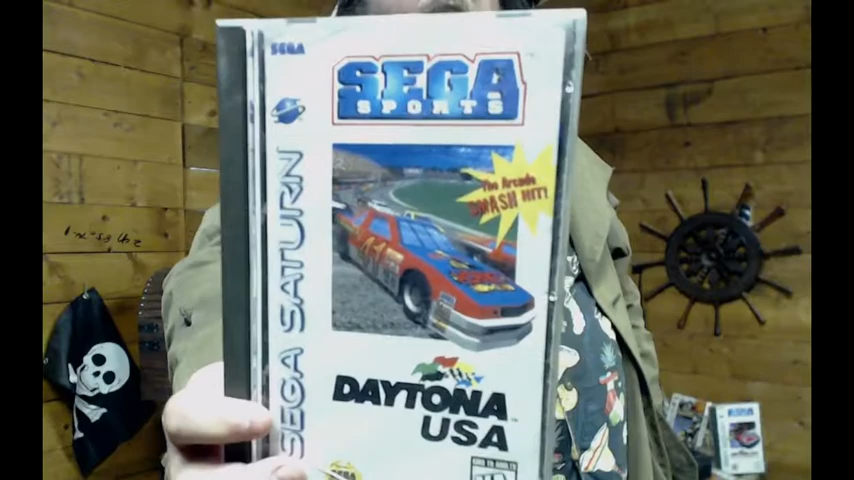 SEGA
SEGA
SPORTS
The Arcade
SMASH HIT!
SEGA SATURN
DAYTONA
USA